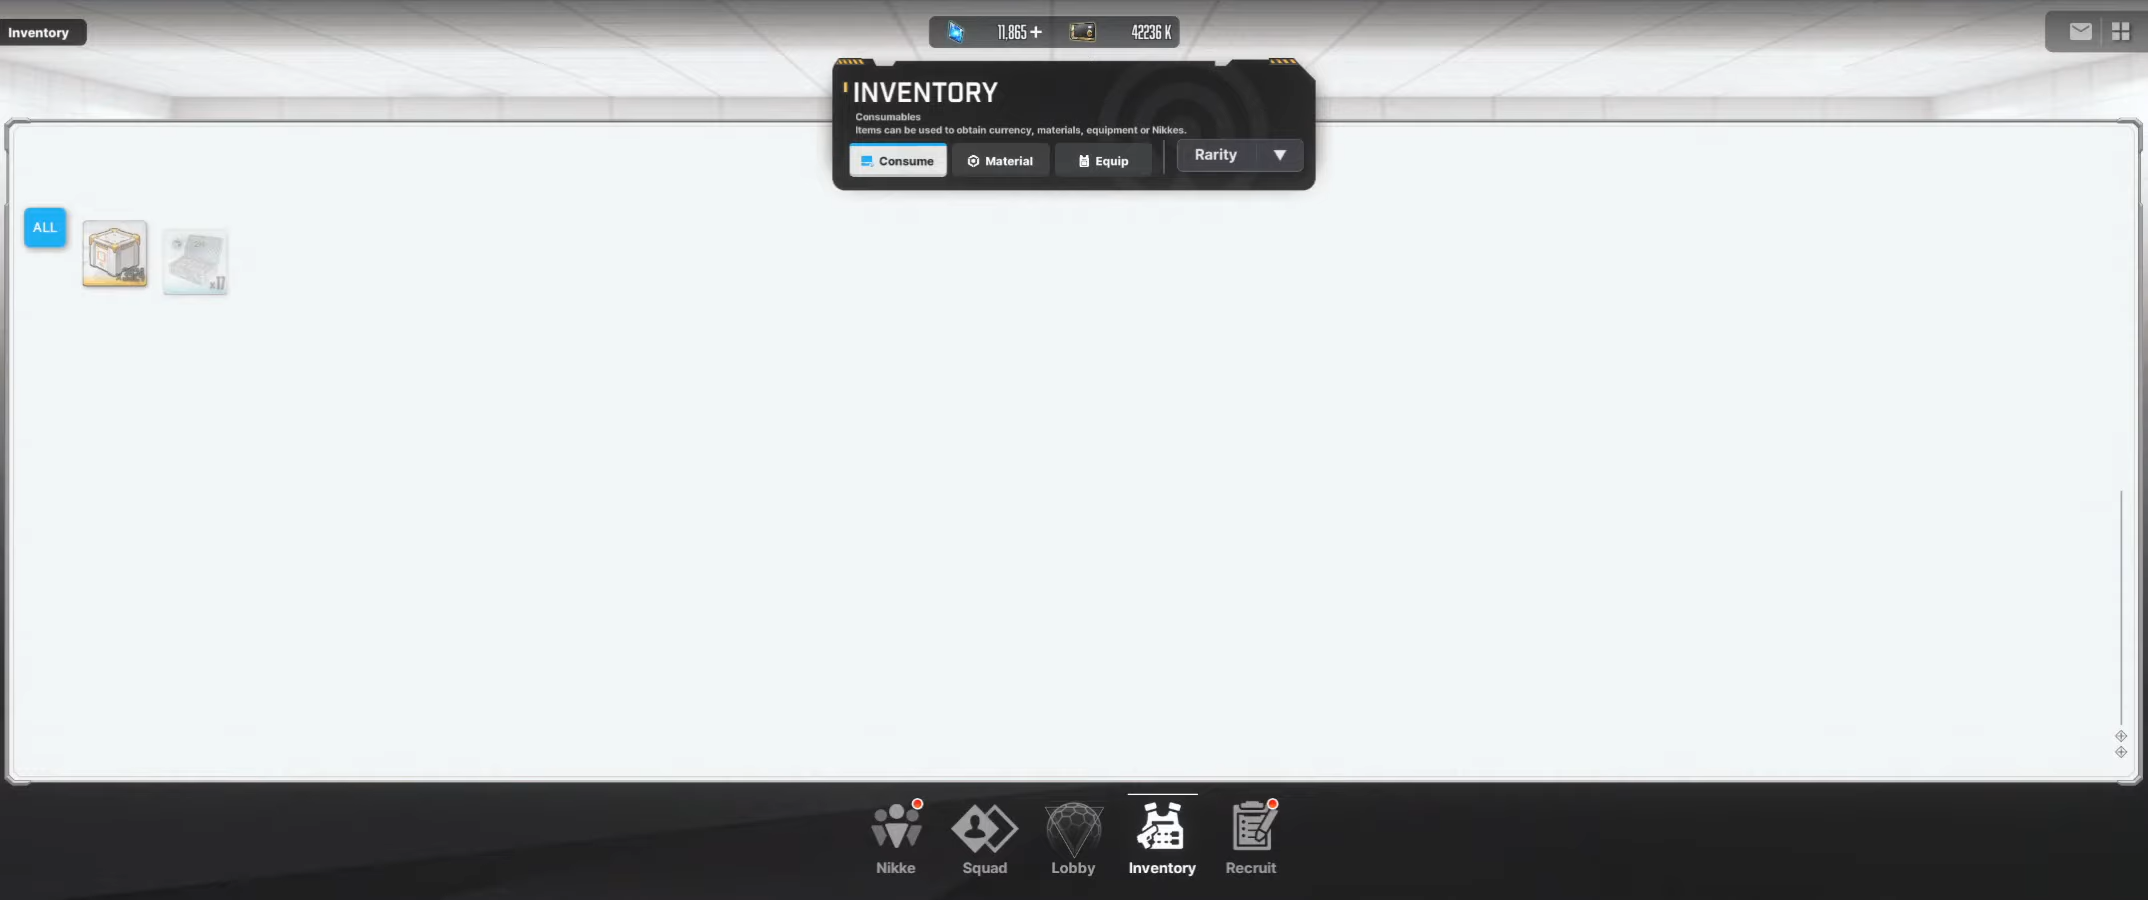 Inventory
11,865 +
42236 K
INVENTORY
Consumables
Items can be used to obtain currency, materials, equipment or Nikkes.
Consume
Material
Equip
Rarity
ALL
Nikke
Squad
Lobby
Inventory
Recruit